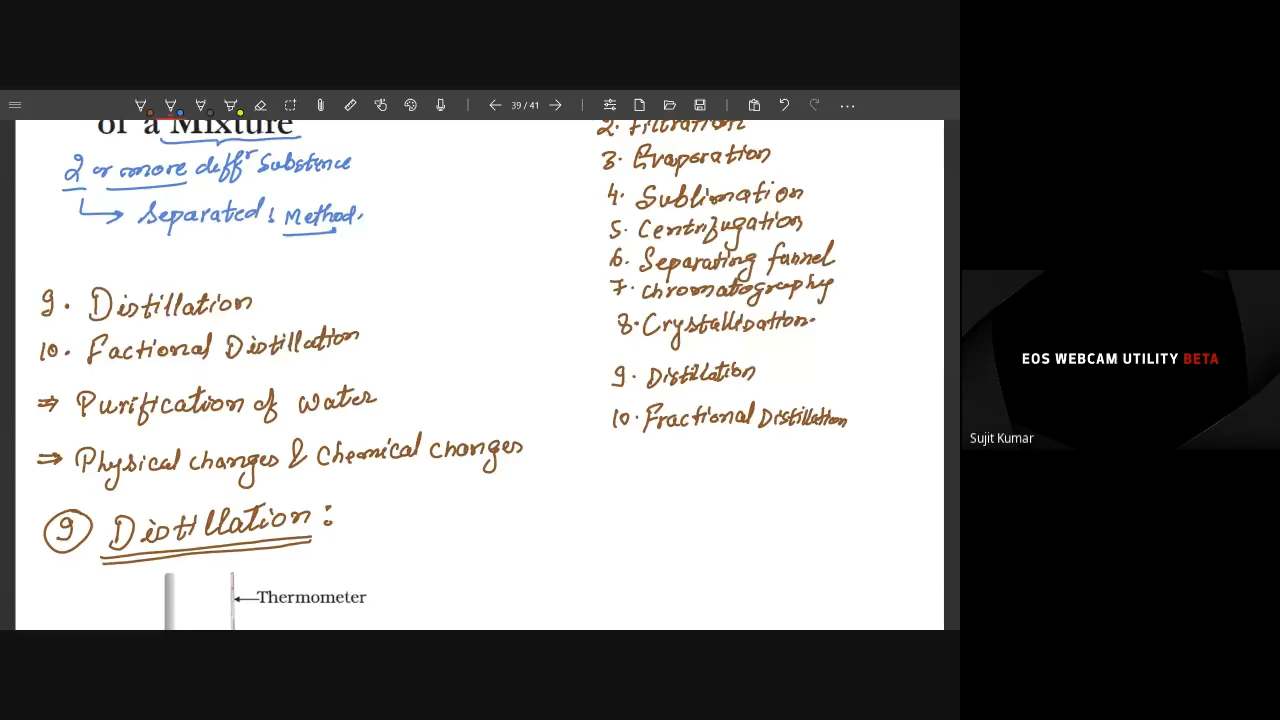 39 / 41
of a Mixture
2 or more diffr Substence
Separated : Method.
9. Distillation
10. Factional Distillation
⇒ Purification of water
⇒ Physical changes & Chemical changes
9 Distillation :
Thermometer
2. Filtration
3. Evaporation
4. Sublimation
5. Centrifugation
6. Separating funnel
7. Chromatography
8. Crystallisation.
9. Distillation
10. Fractional Distillation
EOS WEBCAM UTILITY BETA
Sujit Kumar